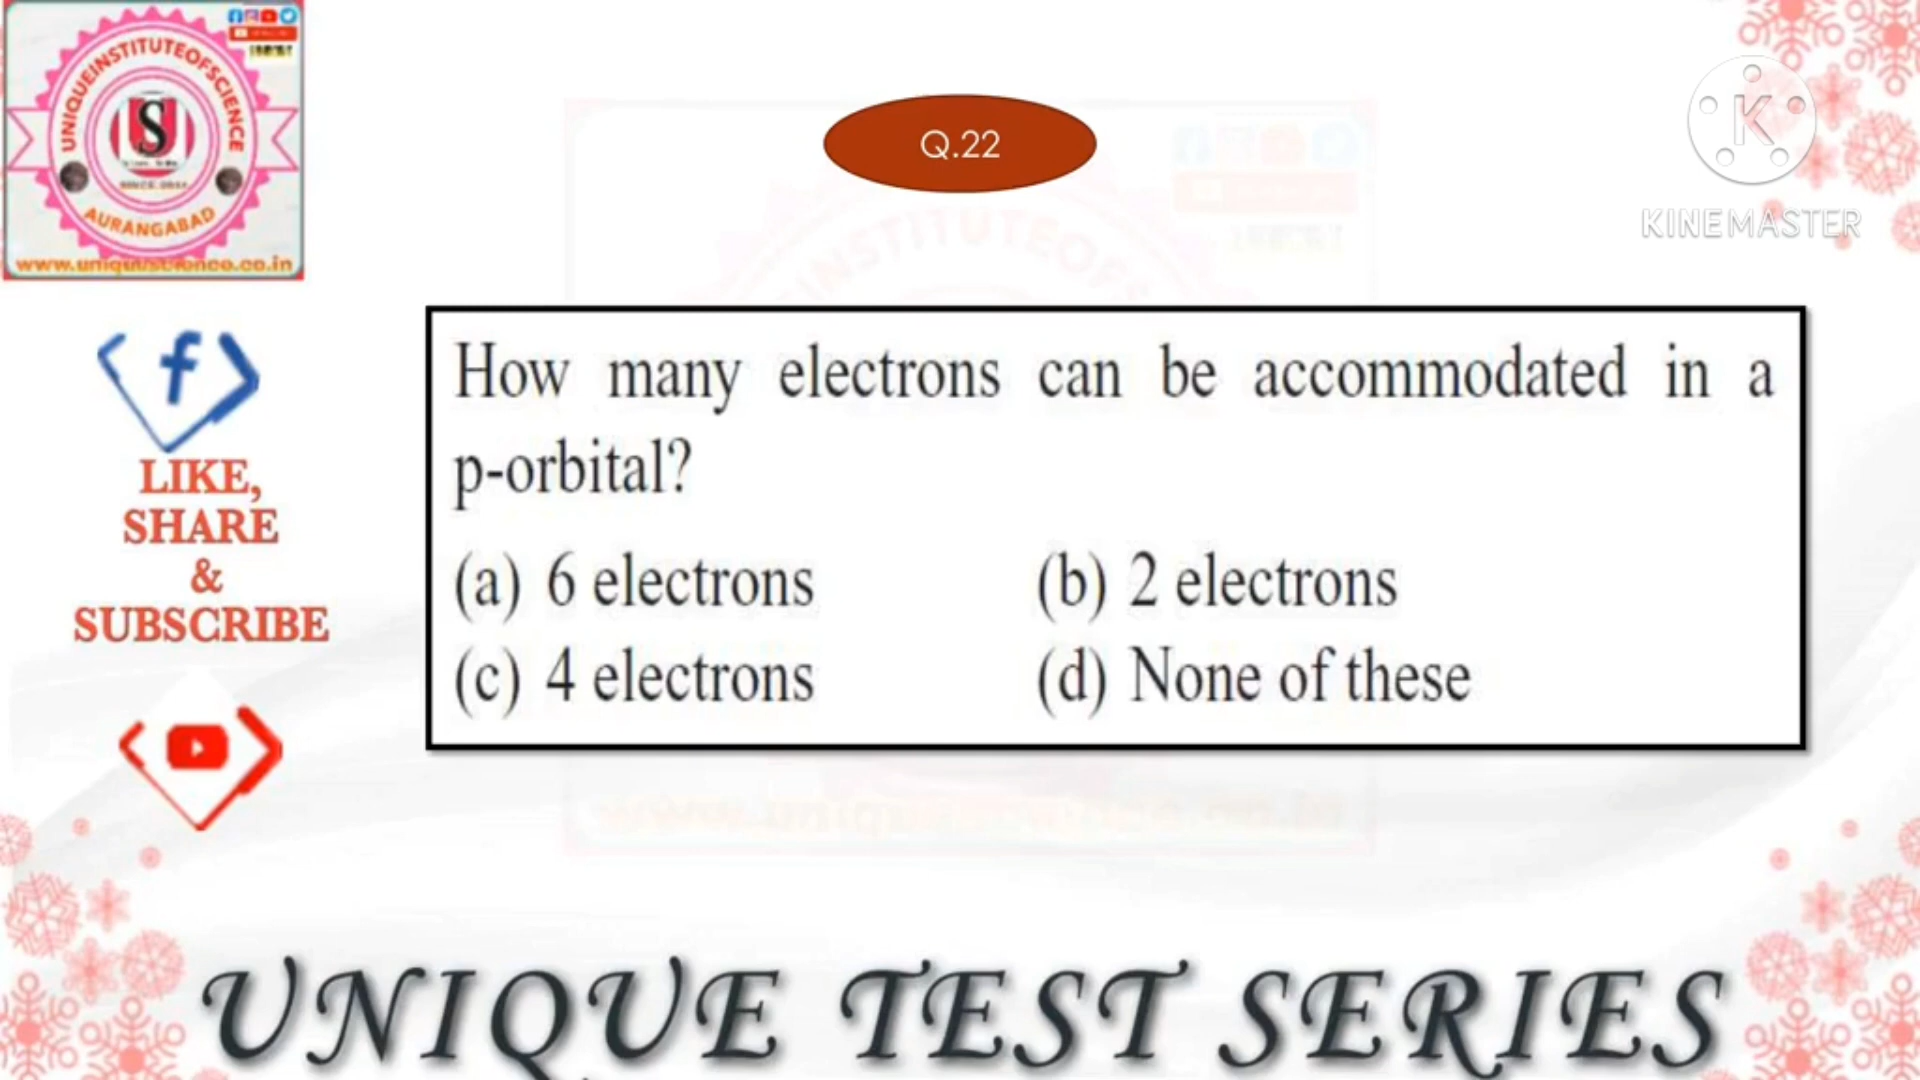 UNIQUEINSTITUTEOFSCIENCE
S
AURANGABAD
Q.22
K
KINEMASTER
How many electrons can be accommodated in a
p-orbital?
(a) 6 electrons (b) 2 electrons
(c) 4 electrons (d) None of these
f
LIKE,
SHARE
&
SUBSCRIBE
UNIQUE TEST SERIES